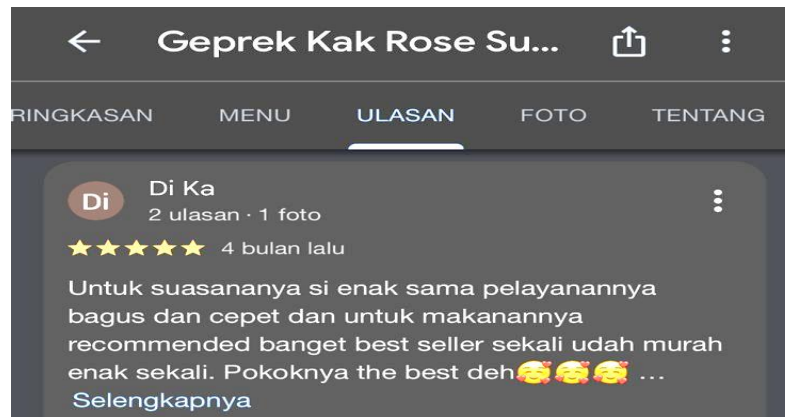 Geprek Kak Rose Su...
RINGKASAN MENU ULASAN FOTO TENTANG
Di
Di Ka
2 ulasan · 1 foto
4 bulan lalu
Untuk suasananya si enak sama pelayanannya
bagus dan cepet dan untuk makanannya
recommended banget best seller sekali udah murah
enak sekali. Pokoknya the best deh🥰🥰🥰 ...
Selengkapnya